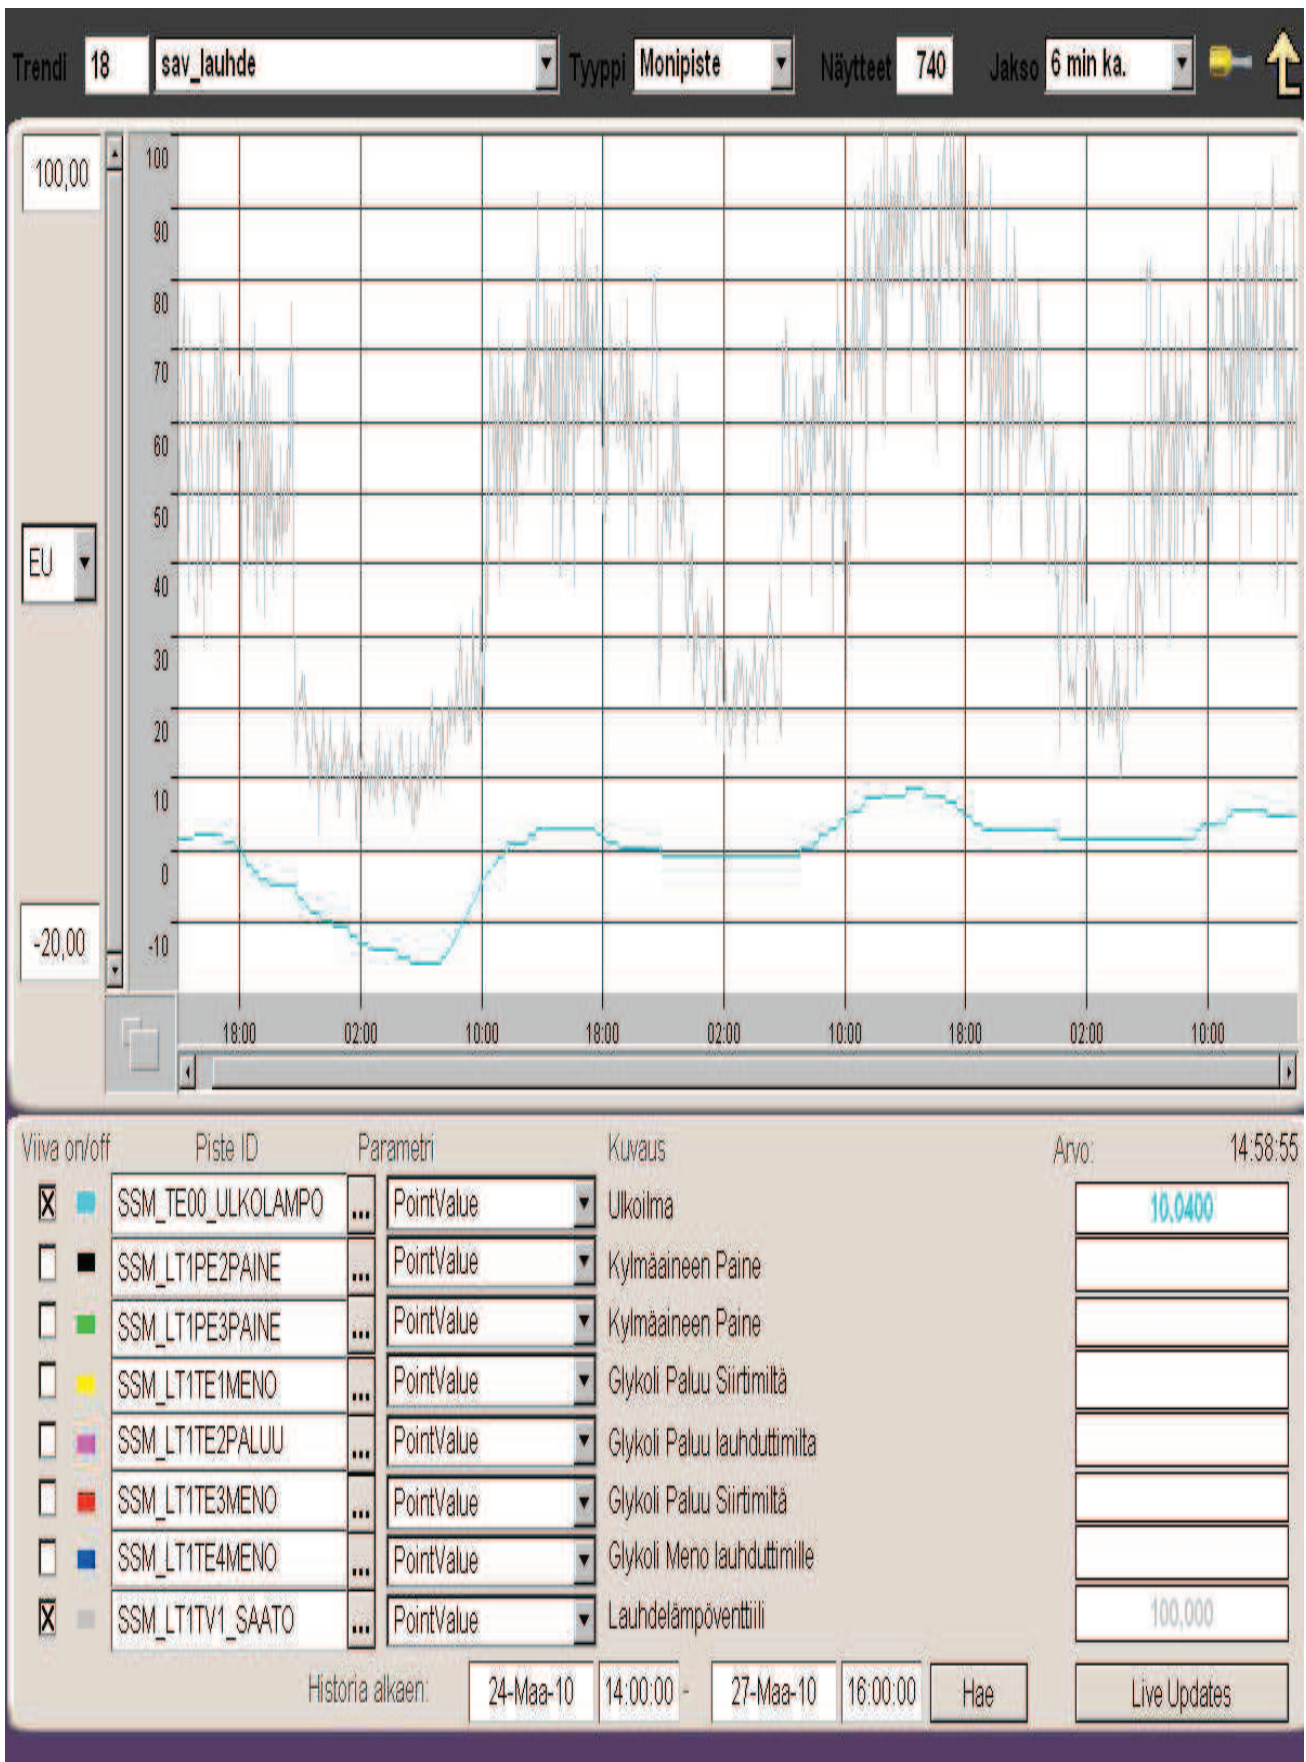 Trendi 18 sav_lauhde Tyyppi Monipiste Näytteet 740 Jakso 6 min ka.
100,00
EU
-20,00
100
90
80
70
60
50
40
30
20
10
0
-10
18:00 02:00 10:00 18:00 02:00 10:00 18:00 02:00 10:00
Viiva on/off Piste ID Parametri Kuvaus Arvo: 14:58:55
SSM_TE00_ULKOLAMPO ... PointValue Ulkoilma 10.0400
SSM_LT1PE2PAINE ... PointValue Kylmäaineen Paine
SSM_LT1PE3PAINE ... PointValue Kylmäaineen Paine
SSM_LT1TE1MENO ... PointValue Glykoli Paluu Siirtimiltä
SSM_LT1TE2PALUU ... PointValue Glykoli Paluu lauhduttimilta
SSM_LT1TE3MENO ... PointValue Glykoli Paluu Siirtimiltä
SSM_LT1TE4MENO ... PointValue Glykoli Meno lauhduttimille
SSM_LT1TV1_SAATO ... PointValue Lauhdelämpöventtiili 100,000
Historia alkaen: 24-Maa-10 14:00:00 - 27-Maa-10 16:00:00 Hae Live Updates